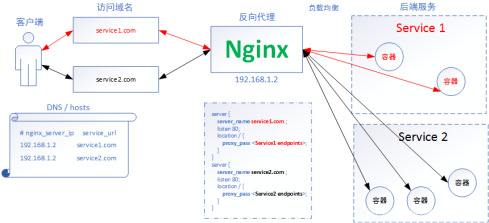 客户端
访问域名
反向代理
负载均衡
后端服务
service1.com
service2.com
Nginx
192.168.1.2
Service 1
容器
容器
DNS / hosts
# nginx_server_ip service_url
192.168.1.2 service1.com
192.168.1.2 service2.com
server {
server_name service1.com ;
listen 80;
location / {
proxy_pass <Service1 endpoints>;
}
}
server {
server_name service2.com ;
listen 80;
location / {
proxy_pass <Service2 endpoints>;
}
}
Service 2
容器
容器
容器